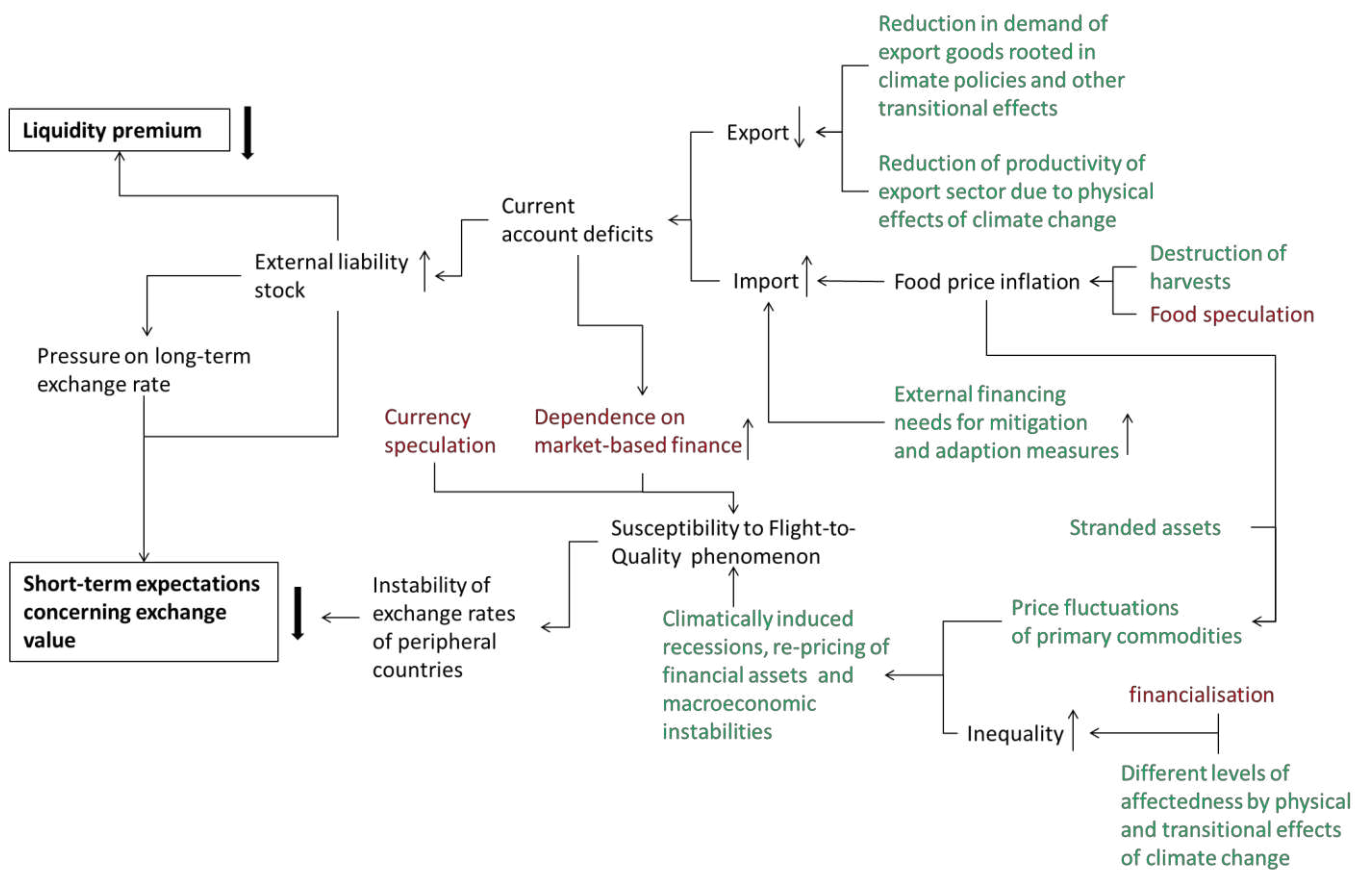 Reduction in demand of
export goods rooted in
climate policies and other
transitional effects
Liquidity premium
Export
Reduction of productivity of
export sector due to physical
effects of climate change
Current
account deficits
External liability
stock
Import
Food price inflation
Destruction of
harvests
Food speculation
Pressure on long-term
exchange rate
Currency
speculation
Dependence on
market-based finance
External financing
needs for mitigation
and adaption measures
Susceptibility to Flight-to-
Quality phenomenon
Stranded assets
Short-term expectations
concerning exchange
value
Instability of
exchange rates
of peripheral
countries
Climatically induced
recessions, re-pricing of
financial assets and
macroeconomic
instabilities
Price fluctuations
of primary commodities
financialisation
Inequality
Different levels of
affectedness by physical
and transitional effects
of climate change